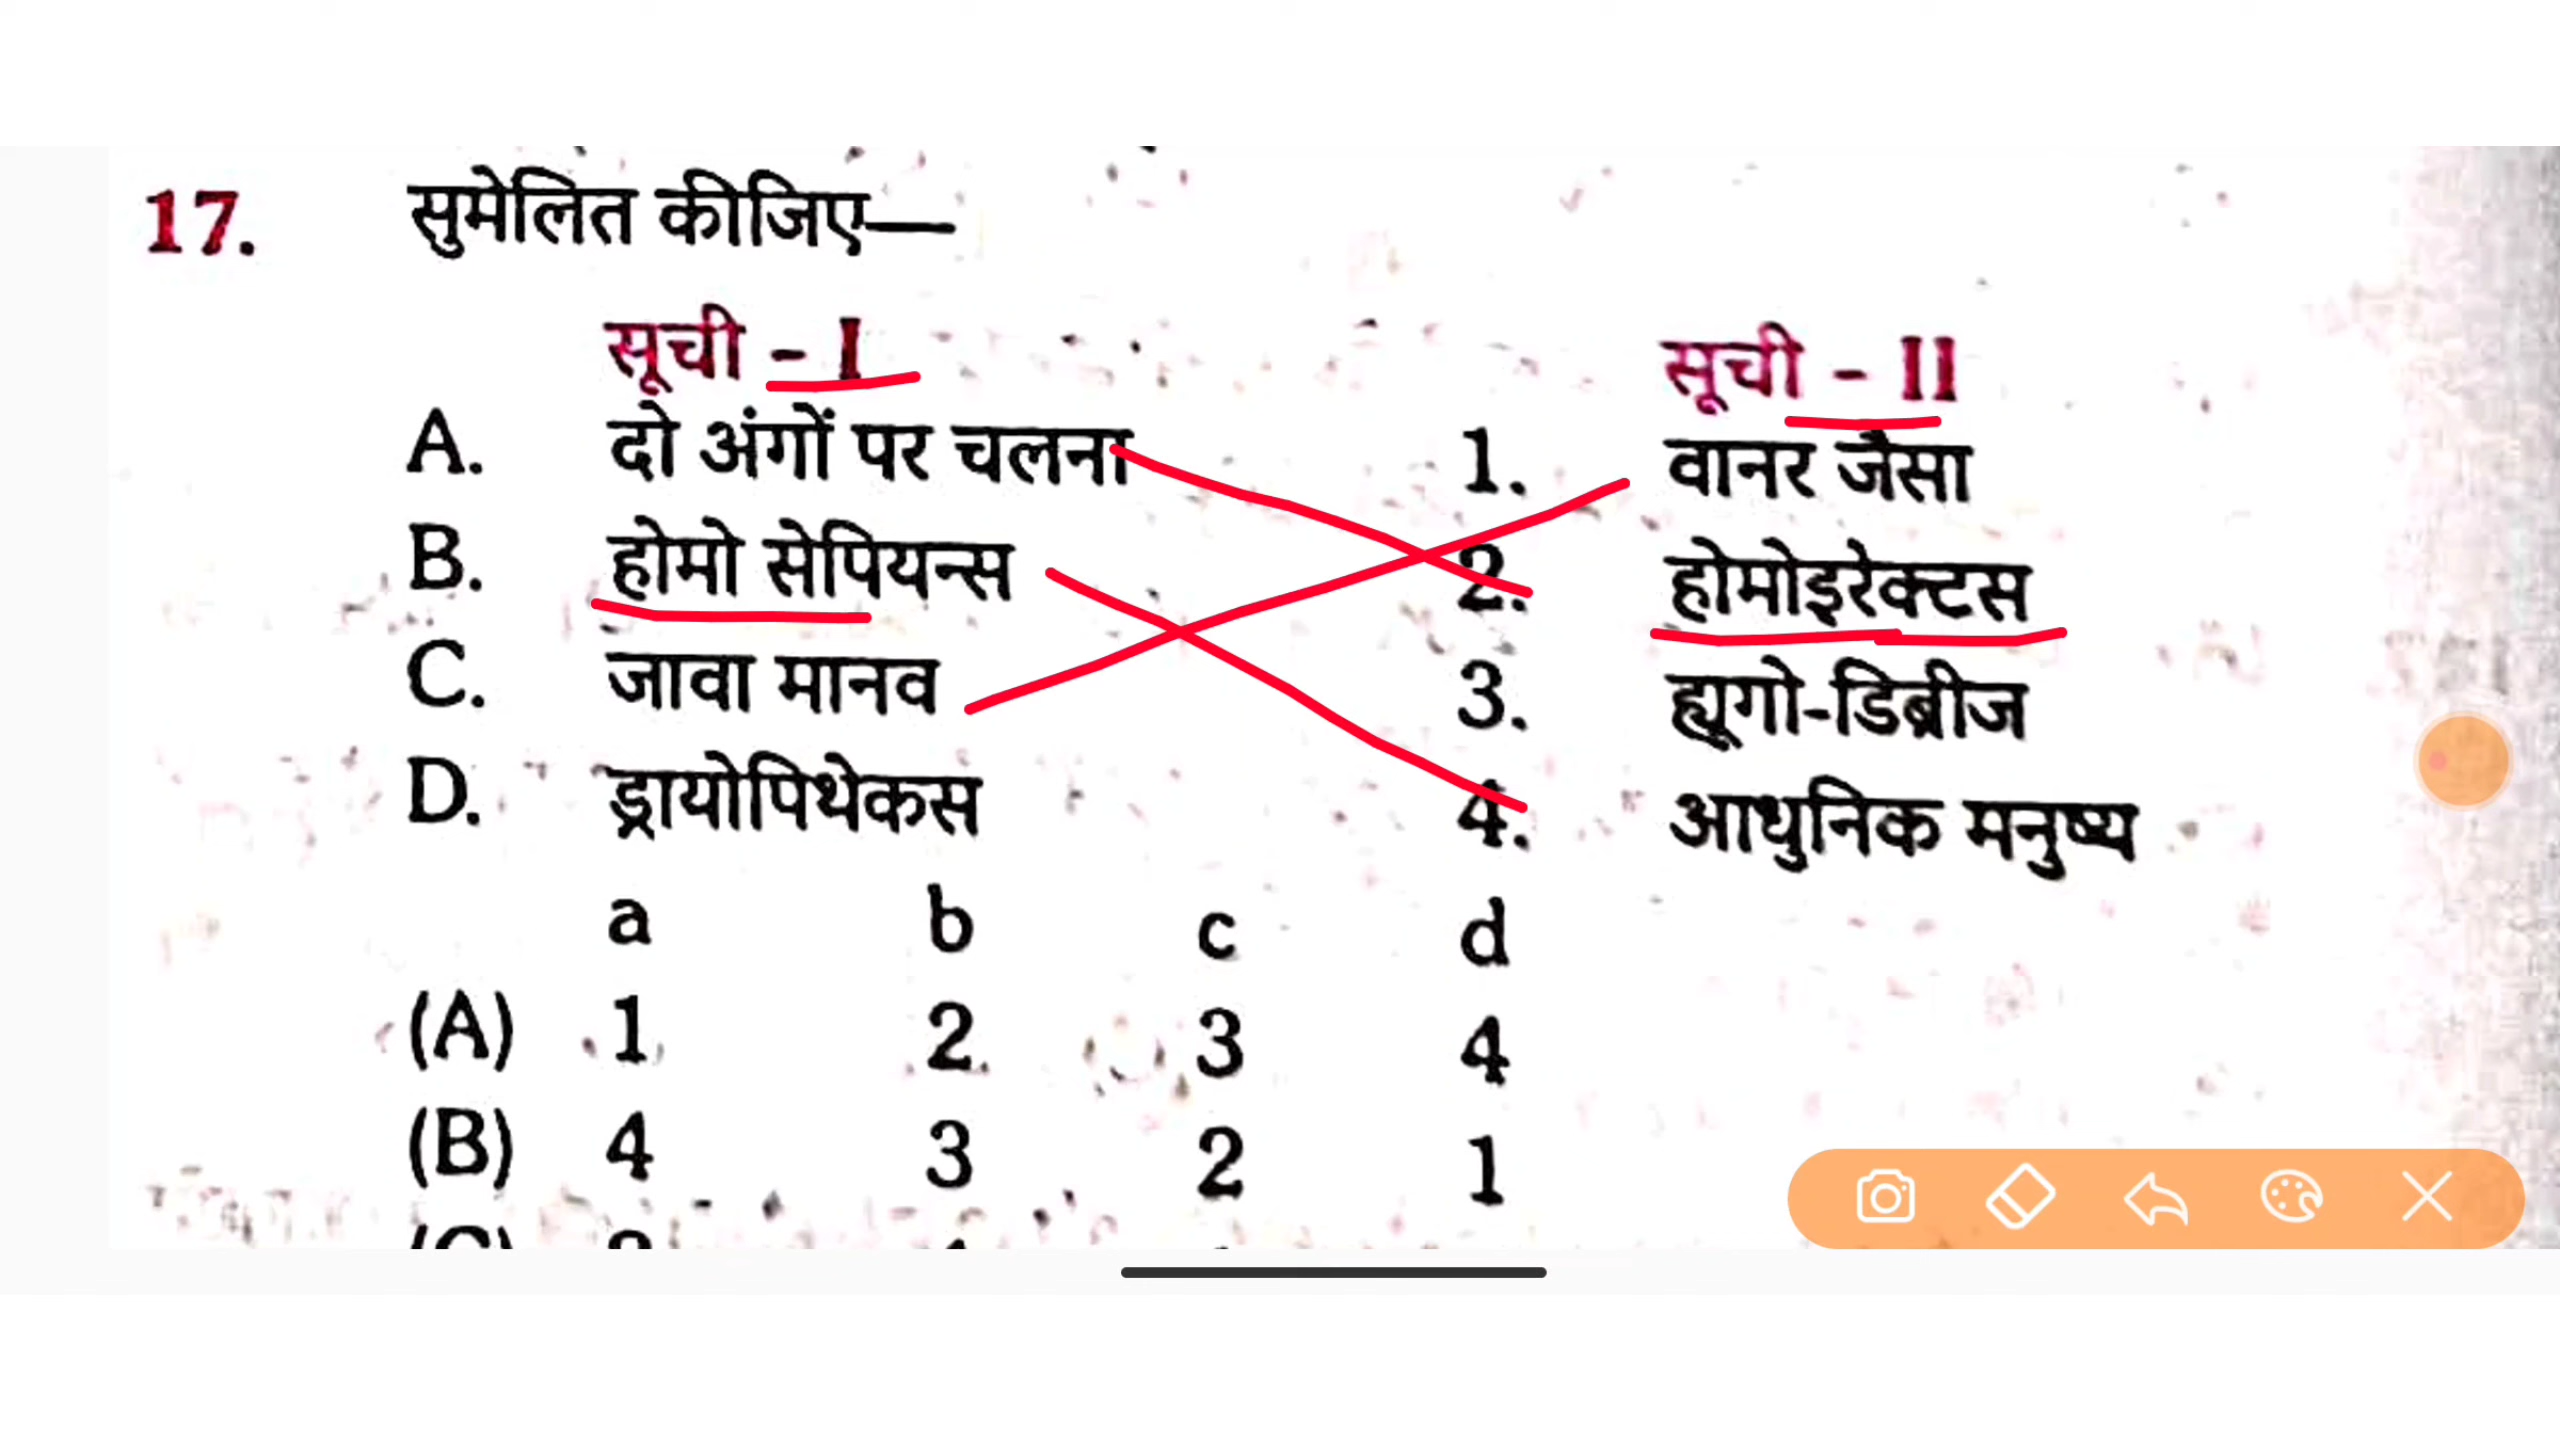 17. सुमेलित कीजिए—
सूची - I सूची - II
A. दो अंगों पर चलना 1. वानर जैसा
B. होमो सेपियन्स 2. होमोइरेक्टस
C. जावा मानव 3. ह्यूगो-डिब्रीज
D. ड्रायोपिथेकस 4. आधुनिक मनुष्य
a b c d
(A) 1 2 3 4
(B) 4 3 2 1